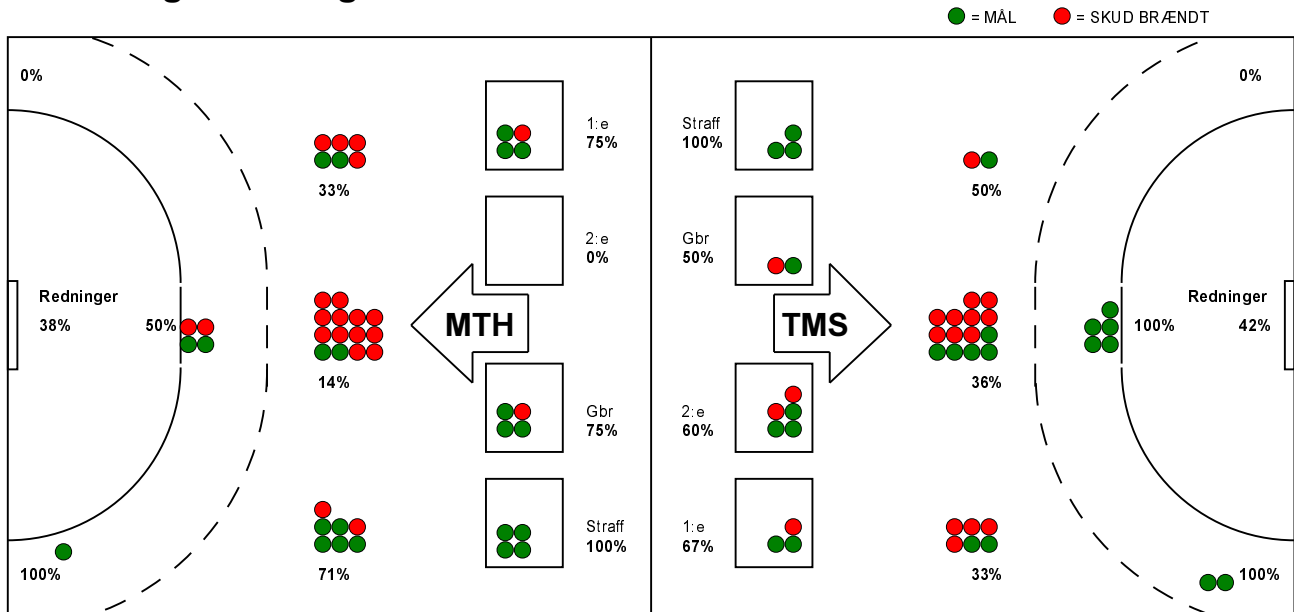 = MÅL = SKUD BRÆNDT
0%
0%
1:e
75%
Straff
100%
33%
50%
2:e
0%
Gbr
50%
Redninger
38%
50%
MTH
TMS
100%
Redninger
42%
14%
36%
Gbr
75%
2:e
60%
Straff
100%
1:e
67%
100%
71%
33%
100%